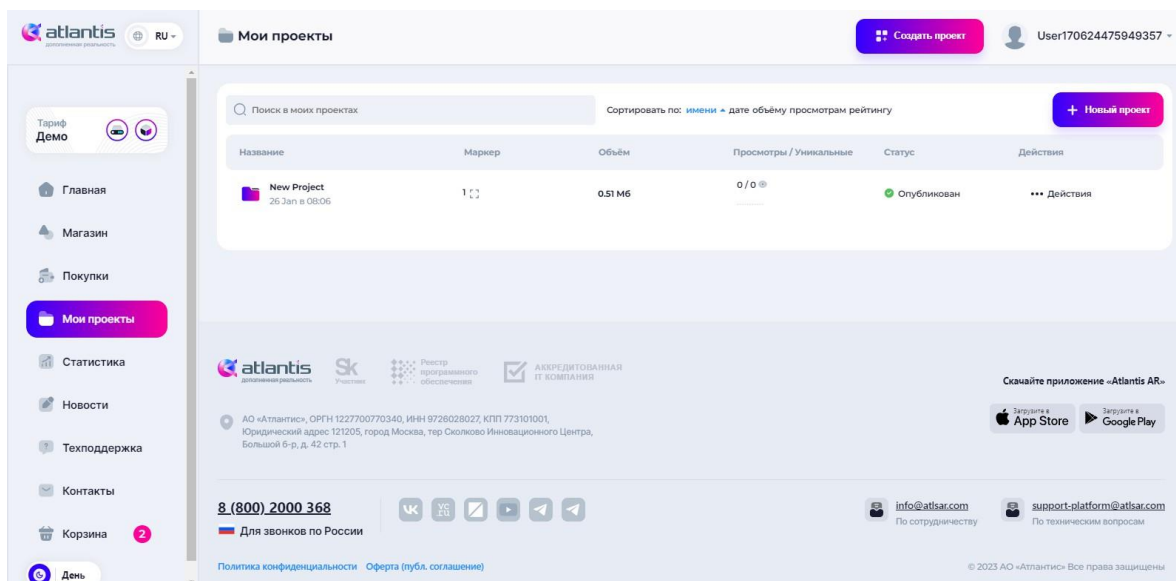 atlantis
дополненная реальность
RU
Мои проекты
Создать проект
User170624475949357
Тариф
Демо
Главная
Магазин
Покупки
Мои проекты
Статистика
Новости
Техподдержка
Контакты
Корзина 2
День
Поиск в моих проектах
Сортировать по: имени дате объёму просмотрам рейтингу
+ Новый проект
Название Маркер Объём Просмотры / Уникальные Статус Действия
New Project
26 Jan в 08:06
1
0.51 Мб
0 / 0
Опубликован
••• Действия
atlantis
дополненная реальность
Sk
Участник
Реестр
программного
обеспечения
АККРЕДИТОВАННАЯ
IT КОМПАНИЯ
Скачайте приложение «Atlantis AR»
АО «Атлантис», ОРГН 1227700770340, ИНН 9726028027, КПП 773101001,
Юридический адрес 121205, город Москва, тер Сколково Инновационного Центра,
Большой б-р, д. 42 стр. 1
Загрузите в
App Store
Загрузите в
Google Play
8 (800) 2000 368
Для звонков по России
VC
RU
info@atlsar.com
По сотрудничеству
support-platform@atlsar.com
По техническим вопросам
Политика конфиденциальности Оферта (публ. соглашение)
© 2023 АО «Атлантис» Все права защищены